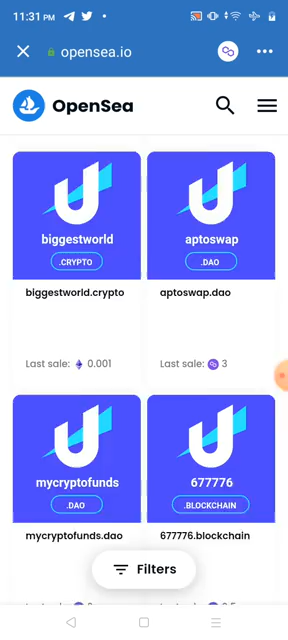 11:31 PM
opensea.io
OpenSea
biggestworld
.CRYPTO
biggestworld.crypto
Last sale: 0.001
aptoswap
.DAO
aptoswap.dao
Last sale: 3
mycryptofunds
.DAO
mycryptofunds.dao
677776
.BLOCKCHAIN
677776.blockchain
Filters